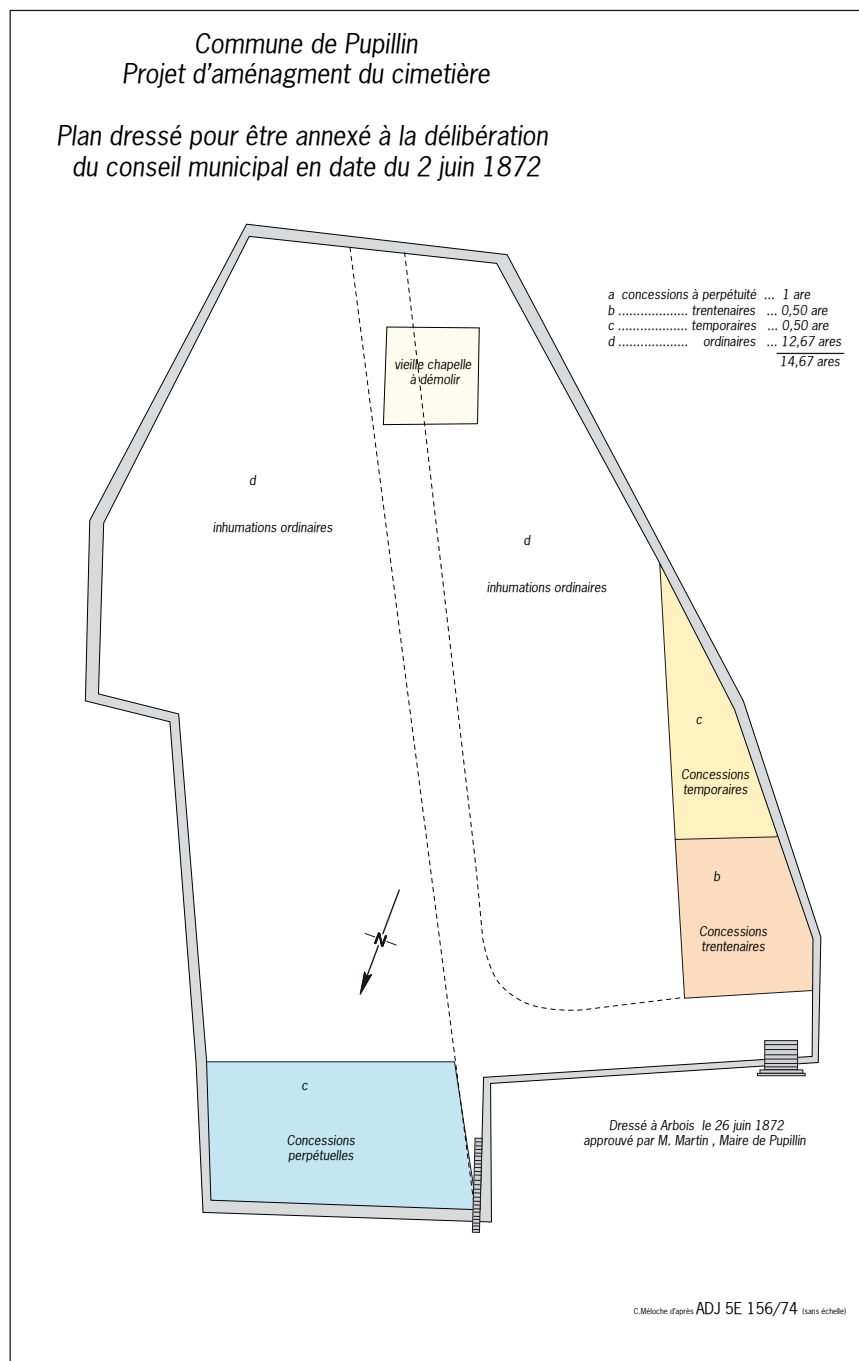 Commune de Pupillin
Projet d'aménagment du cimetière
Plan dressé pour être annexé à la délibération
du conseil municipal en date du 2 juin 1872
a concessions à perpétuité ... 1 are
b ................... trentenaires ... 0,50 are
c ................... temporaires ... 0,50 are
d ................... ordinaires ... 12,67 ares
14,67 ares
vieille chapelle
à démolir
d
inhumations ordinaires
d
inhumations ordinaires
c
Concessions
temporaires
b
Concessions
trentenaires
N
c
Concessions
perpétuelles
Dressé à Arbois le 26 juin 1872
approuvé par M. Martin , Maire de Pupillin
C.Méloche d'après ADJ 5E 156/74 (sans échelle)